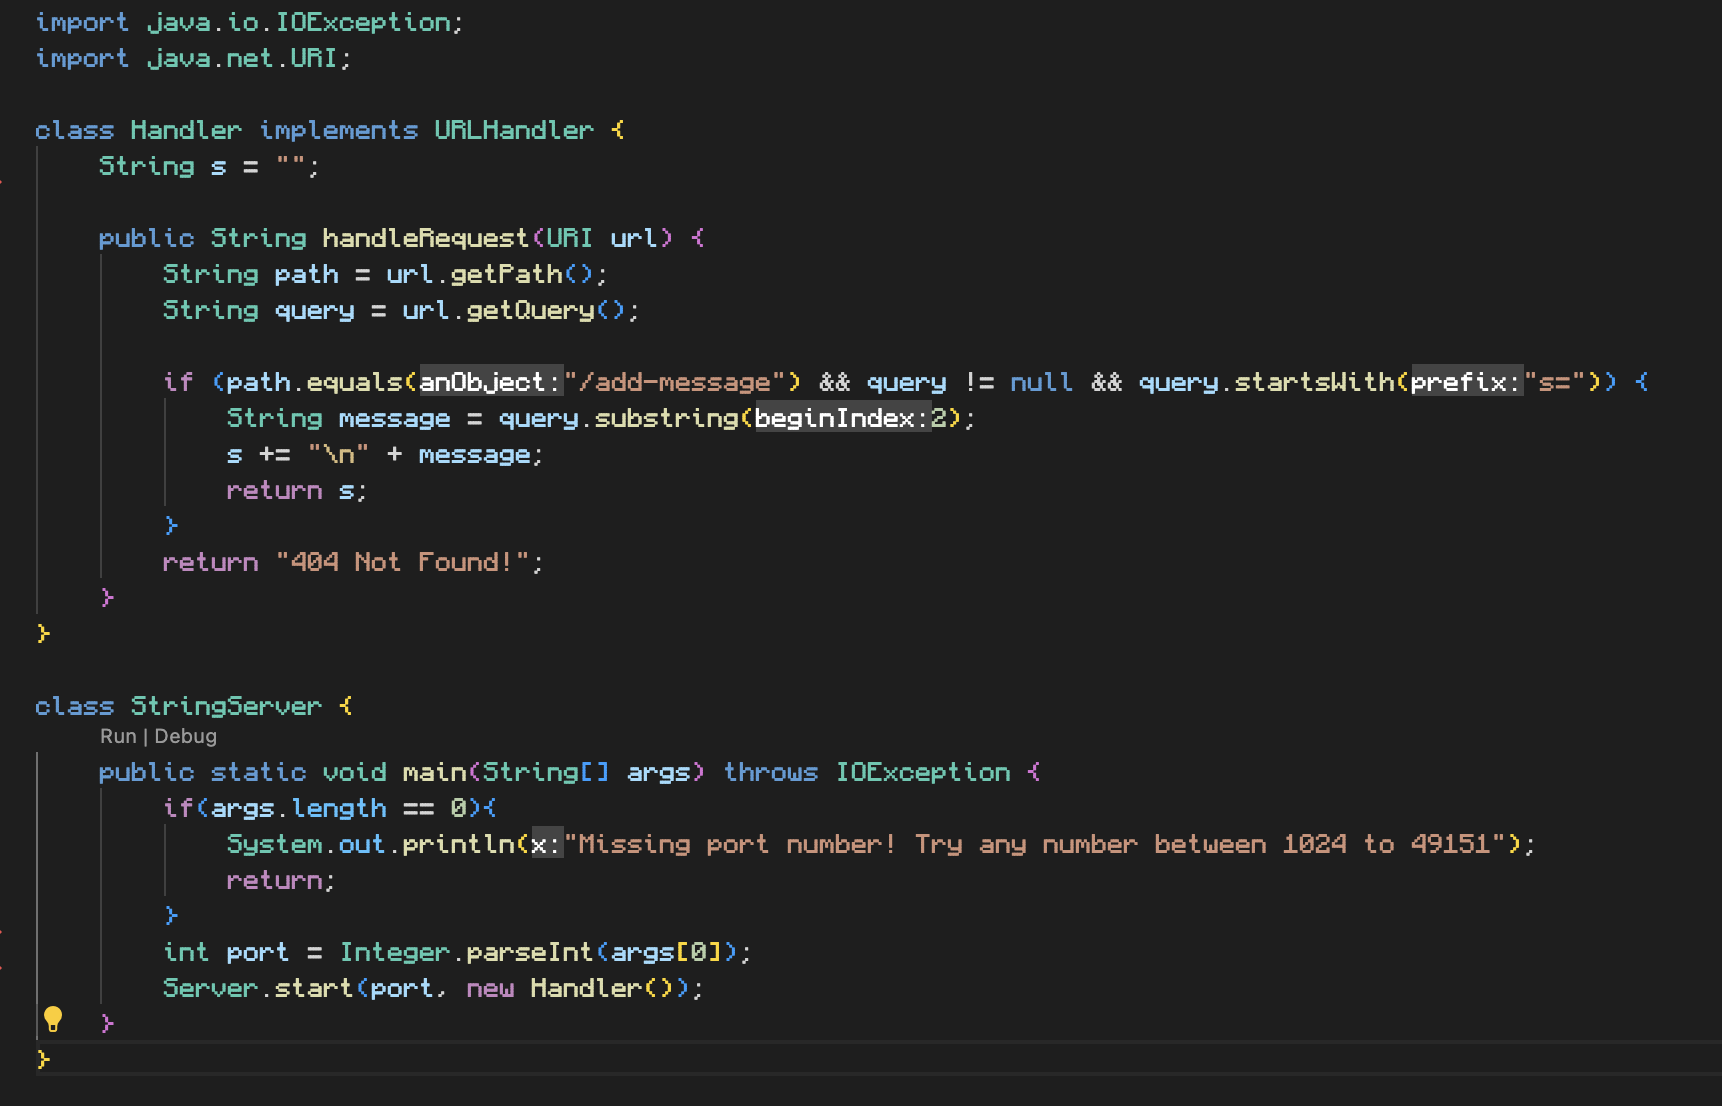 import java.io.IOException;
import java.net.URI;
class Handler implements URLHandler {
String s = "";
public String handleRequest(URI url) {
String path = url.getPath();
String query = url.getQuery();
if (path.equals(anObject:"/add-message") && query != null && query.startsWith(prefix:"s=")) {
String message = query.substring(beginIndex:2);
s += "\n" + message;
return s;
}
return "404 Not Found!";
}
}
class StringServer {
Run | Debug
public static void main(String[] args) throws IOException {
if(args.length == 0){
System.out.println(x:"Missing port number! Try any number between 1024 to 49151");
return;
}
int port = Integer.parseInt(args[0]);
Server.start(port, new Handler());
}
}